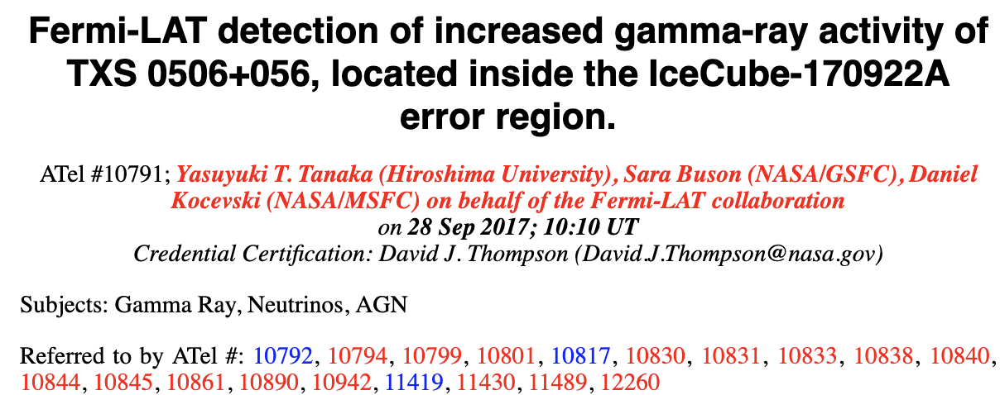 Fermi-LAT detection of increased gamma-ray activity of
TXS 0506+056, located inside the IceCube-170922A
error region.
ATel #10791; Yasuyuki T. Tanaka (Hiroshima University), Sara Buson (NASA/GSFC), Daniel
Kocevski (NASA/MSFC) on behalf of the Fermi-LAT collaboration
on 28 Sep 2017; 10:10 UT
Credential Certification: David J. Thompson (David.J.Thompson@nasa.gov)
Subjects: Gamma Ray, Neutrinos, AGN
Referred to by ATel #: 10792, 10794, 10799, 10801, 10817, 10830, 10831, 10833, 10838, 10840,
10844, 10845, 10861, 10890, 10942, 11419, 11430, 11489, 12260